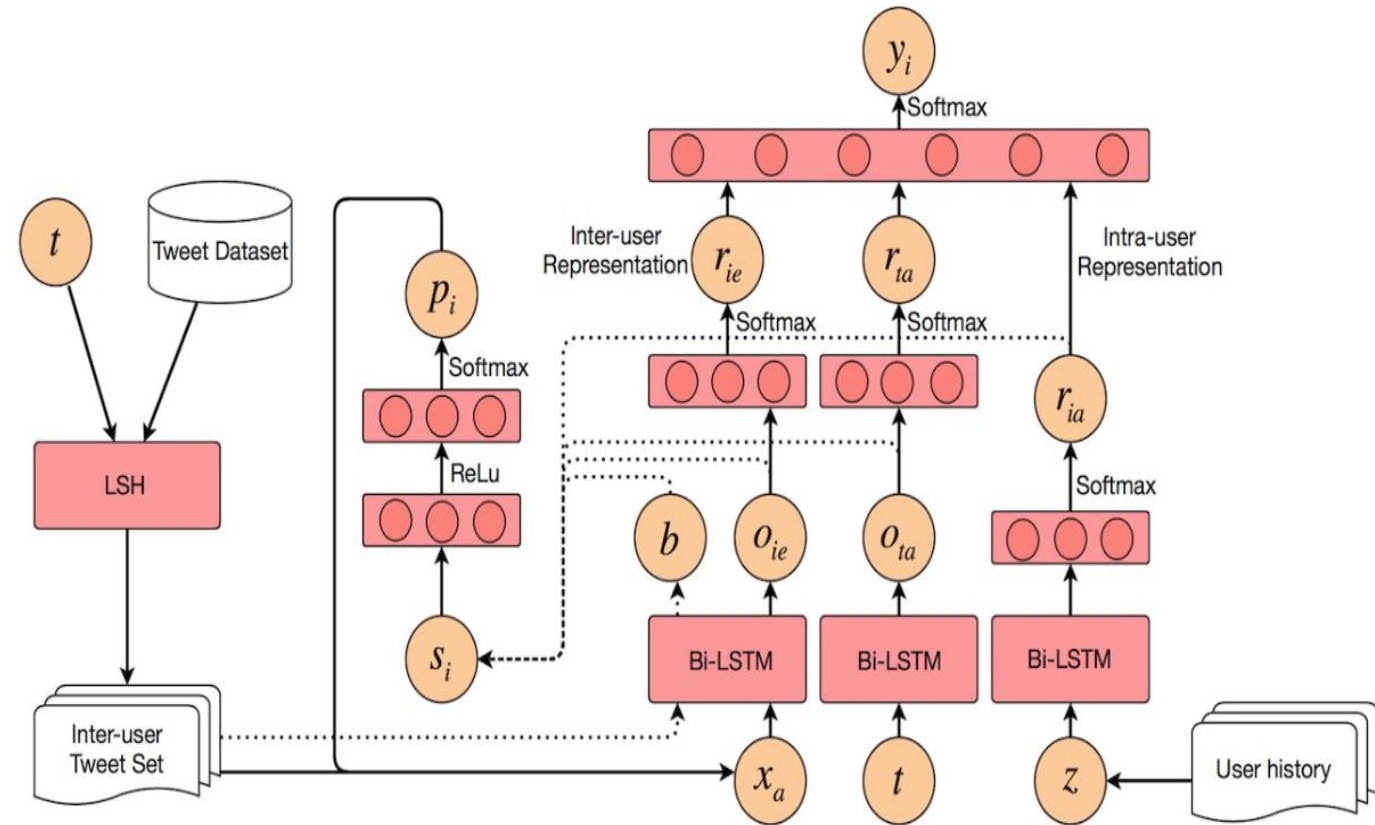 y_i
Softmax
t
Tweet Dataset
Inter-user
Representation
r_ie
r_ta
Intra-user
Representation
p_i
Softmax
Softmax
Softmax
r_ia
LSH
ReLu
Softmax
b
o_ie
o_ta
s_i
Bi-LSTM
Bi-LSTM
Bi-LSTM
Inter-user
Tweet Set
x_a
t
z
User history